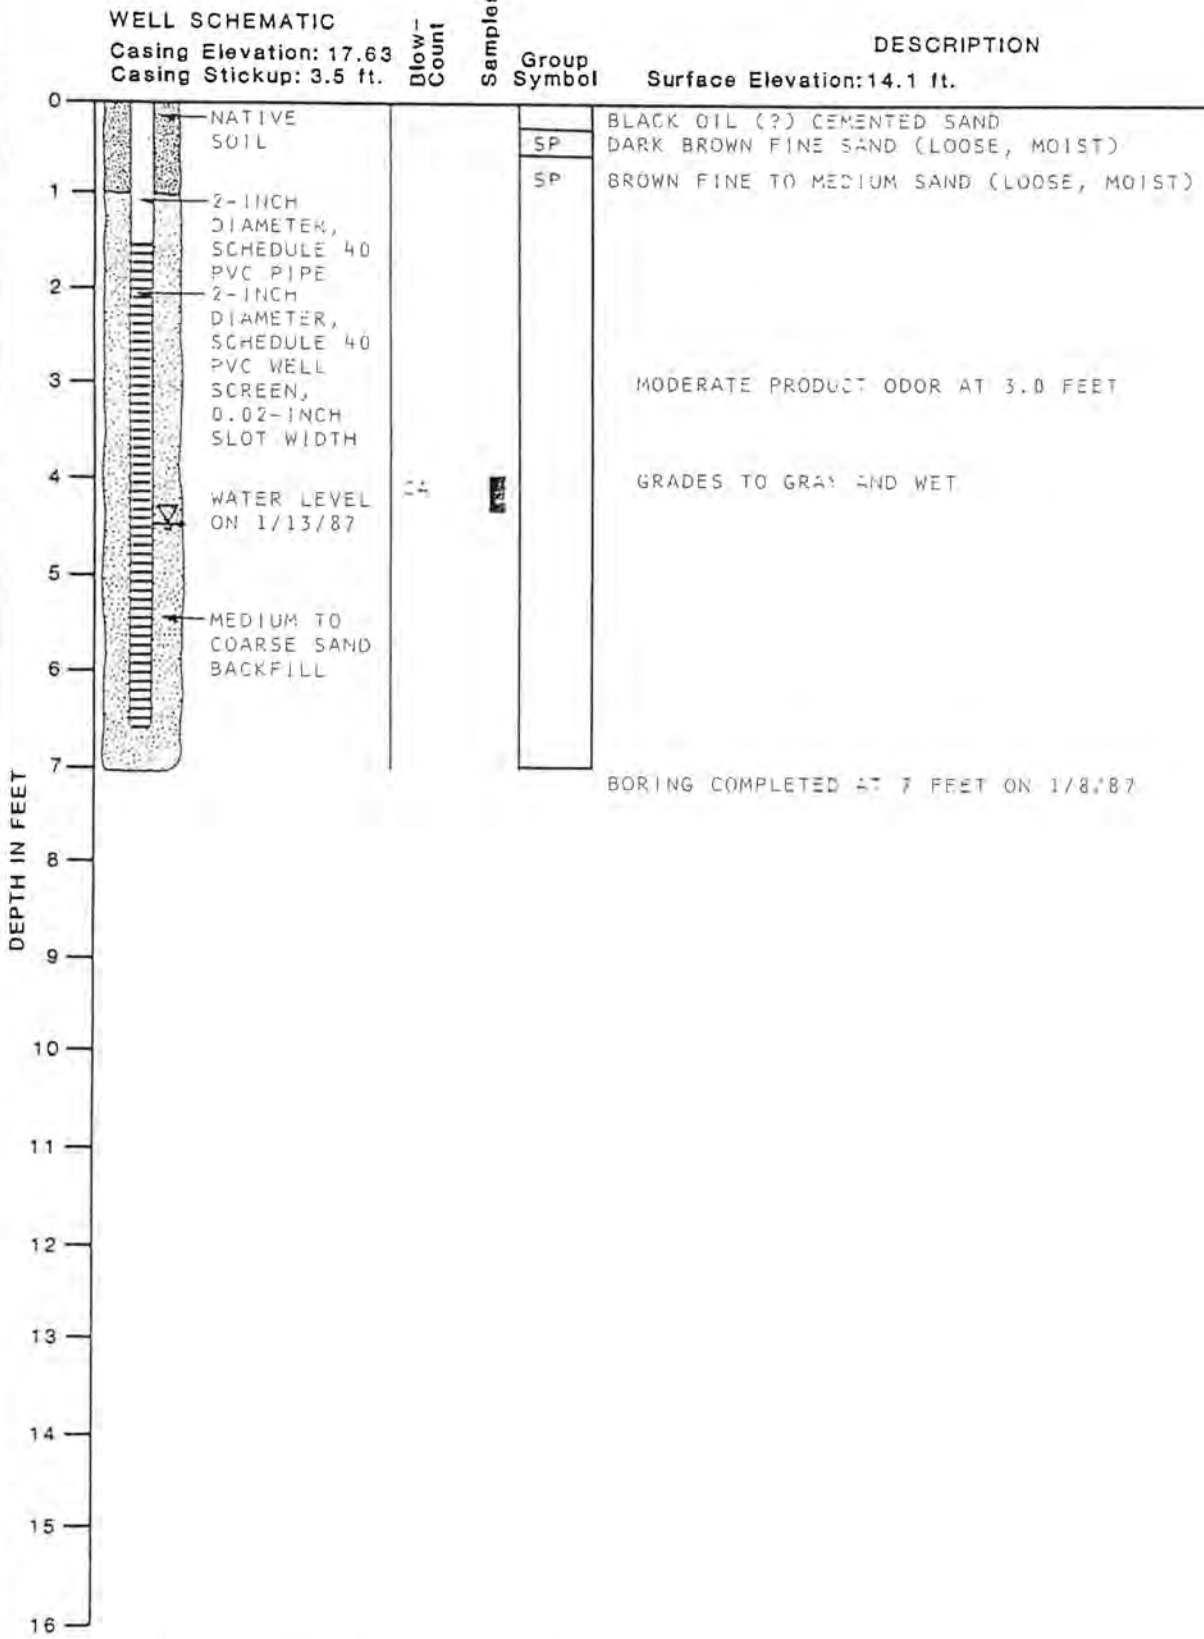 WELL SCHEMATIC
Casing Elevation: 17.63
Casing Stickup: 3.5 ft.
Blow-
Count
Samples
Group
Symbol
DESCRIPTION
Surface Elevation: 14.1 ft.
0
1
2
3
4
5
6
7
8
9
10
11
12
13
14
15
16
DEPTH IN FEET
NATIVE
SOIL
2-INCH
DIAMETER,
SCHEDULE 40
PVC PIPE
2-INCH
DIAMETER,
SCHEDULE 40
PVC WELL
SCREEN,
0.02-INCH
SLOT WIDTH
WATER LEVEL
ON 1/13/87
MEDIUM TO
COARSE SAND
BACKFILL
SP
SP
BLACK OIL (?) CEMENTED SAND
DARK BROWN FINE SAND (LOOSE, MOIST)
BROWN FINE TO MEDIUM SAND (LOOSE, MOIST)
MODERATE PRODUCT ODOR AT 3.0 FEET
GRADES TO GRAY AND WET
BORING COMPLETED AT 7 FEET ON 1/8/87